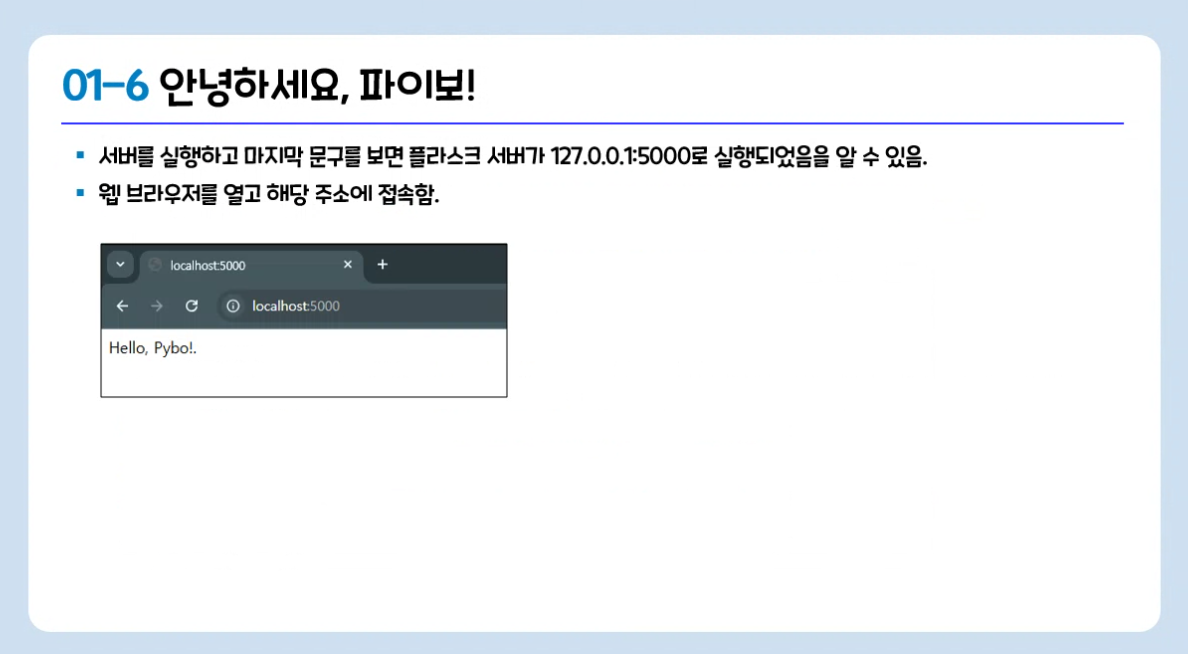 01-6 안녕하세요, 파이보!
서버를 실행하고 마지막 문구를 보면 플라스크 서버가 127.0.0.1:5000로 실행되었음을 알 수 있음.
웹 브라우저를 열고 해당 주소에 접속함.
localhost:5000
localhost:5000
Hello, Pybo!.